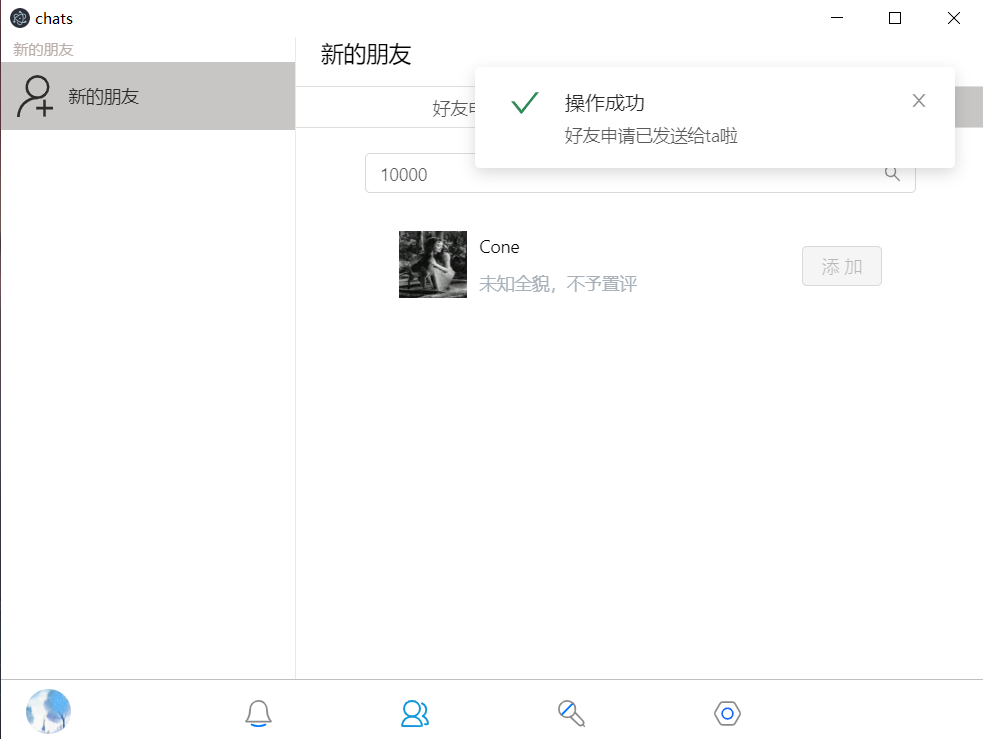 chats
新的朋友
新的朋友
新的朋友
好友申
操作成功
好友申请已发送给ta啦
10000
Cone
未知全貌，不予置评
添加